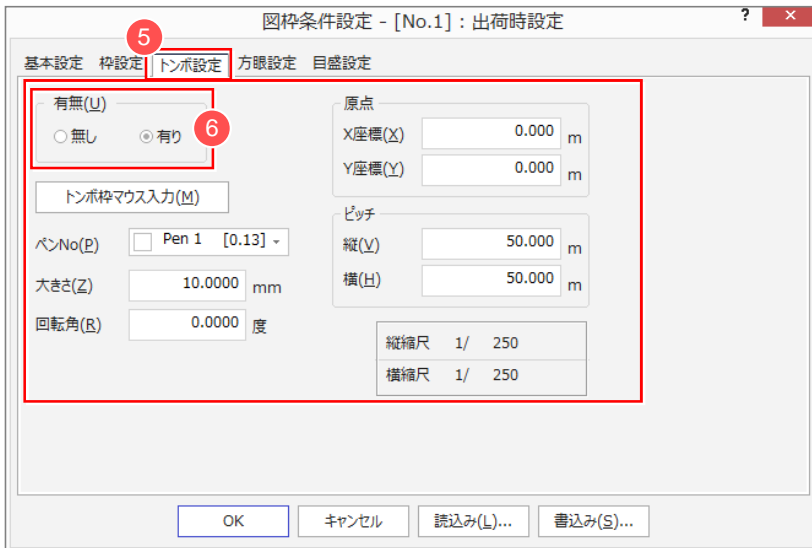 図枠条件設定 - [No.1] : 出荷時設定
? ×
5
基本設定 枠設定 トンボ設定 方眼設定 目盛設定
有無(U)
無し 有り 6
トンボ枠マウス入力(M)
ペンNo(P) Pen 1 [0.13]
大きさ(Z) 10.0000 mm
回転角(R) 0.0000 度
原点
X座標(X) 0.000 m
Y座標(Y) 0.000 m
ピッチ
縦(V) 50.000 m
横(H) 50.000 m
縦縮尺 1/ 250
横縮尺 1/ 250
OK キャンセル 読込み(L)... 書込み(S)...